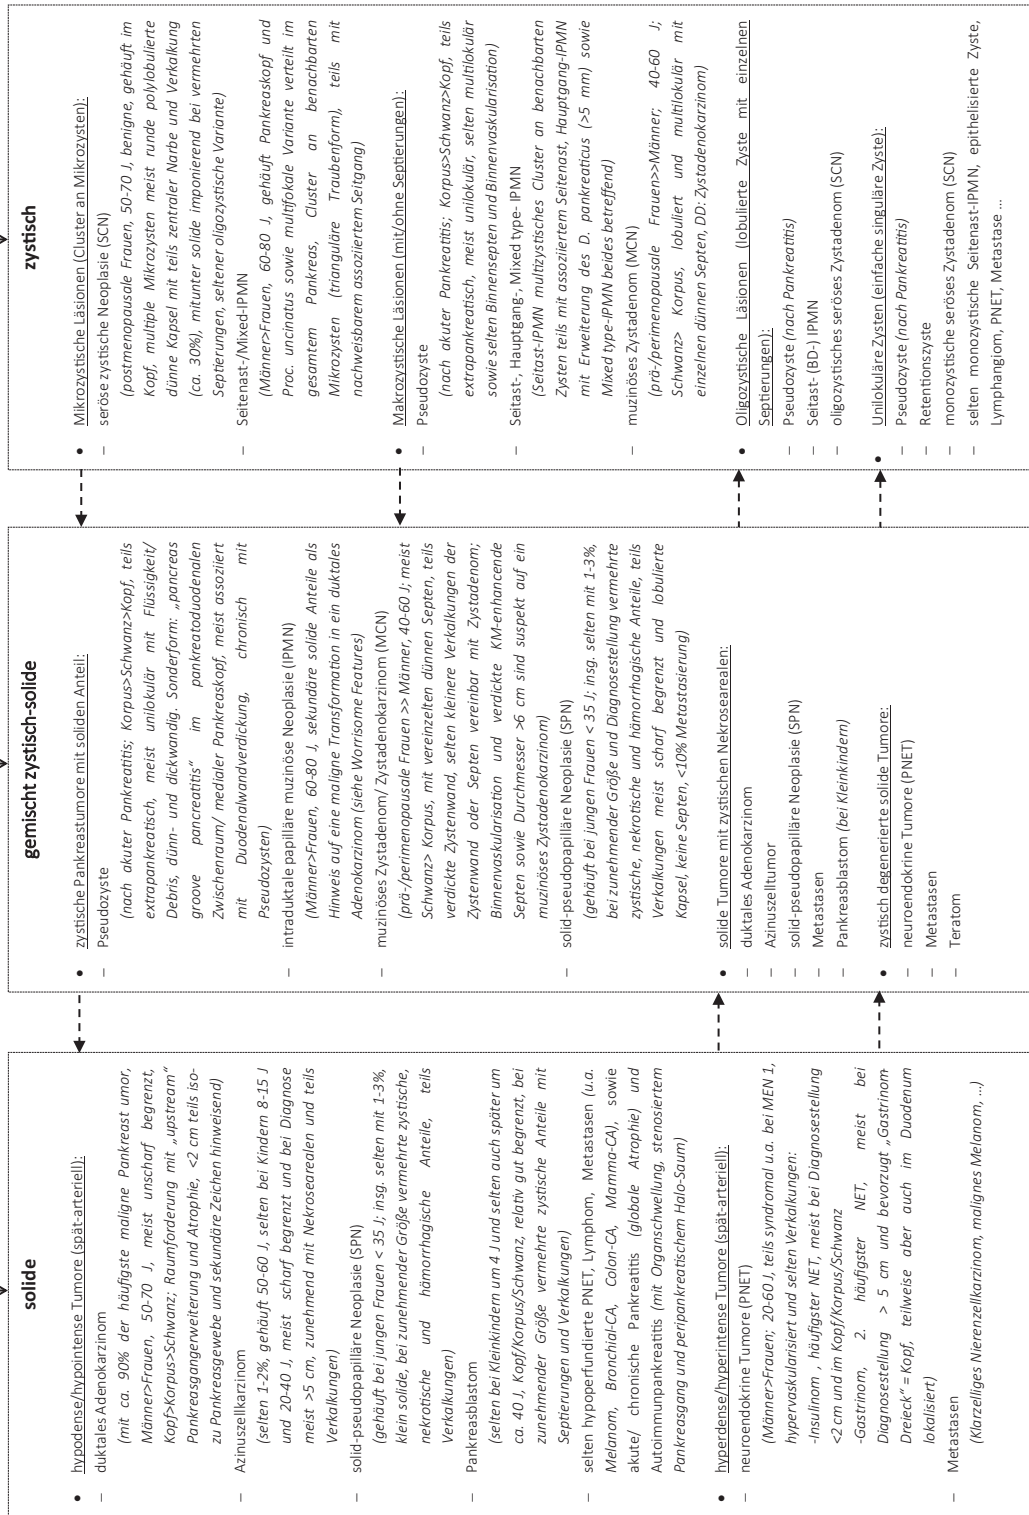 solide
• hypodense/hypointense Tumore (spät-arteriell):
– duktales Adenokarzinom
(mit ca. 90% der häufigste maligne Pankreast umor,
Männer>Frauen, 50-70 J, meist unscharf begrenzt,
Kopf>Korpus>Schwanz; Raumforderung mit „upstream“
Pankreasgangerweiterung und Atrophie, <2 cm teils iso-
zu Pankreasgewebe und sekundäre Zeichen hinweisend)
– Azinuszellkarzinom
(selten 1-2%, gehäuft 50-60 J, selten bei Kindern 8-15 J
und 20-40 J, meist scharf begrenzt und bei Diagnose
meist >5 cm, zunehmend mit Nekrosearealen und teils
Verkalkungen)
– solid-pseudopapilläre Neoplasie (SPN)
(gehäuft bei jungen Frauen < 35 J; insg. selten mit 1-3%,
klein solide, bei zunehmender Größe vermehrte zystische,
nekrotische und hämorrhagische Anteile, teils
Verkalkungen)
– Pankreasblastom
(selten bei Kleinkindern um 4 J und selten auch später um
ca. 40 J, Kopf/Korpus/Schwanz, relativ gut begrenzt, bei
zunehmender Größe vermehrte zystische Anteile mit
Septierungen und Verkalkungen)
– selten hypoperfundierte PNET, Lymphom, Metastasen (u.a.
Melanom, Bronchial-CA, Colon-CA, Mamma-CA), sowie
akute/ chronische Pankreatitis (globale Atrophie) und
Autoimmunpankreatitis (mit Organschwellung, stenosiertem
Pankreasgang und peripankreatischem Halo-Saum)
• hyperdense/hyperintense Tumore (spät-arteriell):
– neuroendokrine Tumore (PNET)
(Männer>Frauen; 20-60 J, teils syndromal u.a. bei MEN 1,
hypervaskularisiert und selten Verkalkungen:
-Insulinom , häufigster NET, meist bei Diagnosestellung
<2 cm und im Kopf/Korpus/Schwanz
-Gastrinom, 2. häufigster NET, meist bei
Diagnosestellung > 5 cm und bevorzugt „Gastrinom-
Dreieck“ = Kopf, teilweise aber auch im Duodenum
lokalisiert)
– Metastasen
(Klarzelliges Nierenzellkarzinom, malignes Melanom, ...)
gemischt zystisch-solide
• zystische Pankreastumore mit soliden Anteil:
– Pseudozyste
(nach akuter Pankreatitis; Korpus>Schwanz>Kopf, teils
extrapankreatisch, meist unilokulär mit Flüssigkeit/
Debris, dünn- und dickwandig. Sonderform: „pancreas
groove pancreatitis“ im pankreatoduodenalen
Zwischenraum/ medialer Pankreaskopf, meist assoziiert
mit Duodenalwandverdickung, chronisch mit
Pseudozysten)
– intraduktale papilläre muzinöse Neoplasie (IPMN)
(Männer>Frauen, 60-80 J, sekundäre solide Anteile als
Hinweis auf eine maligne Transformation in ein duktales
Adenokarzinom (siehe Worrisome Features)
– muzinöses Zystadenom/ Zystadenokarzinom (MCN)
(prä-/perimenopausale Frauen >> Männer, 40-60 J; meist
Schwanz> Korpus, mit vereinzelten dünnen Septen, teils
verdickte Zystenwand, selten kleinere Verkalkungen der
Zystenwand oder Septen vereinbar mit Zystadenom;
Binnenvaskularisation und verdickte KM-enhancende
Septen sowie Durchmesser >6 cm sind suspekt auf ein
muzinöses Zystadenokarzinom)
– solid-pseudopapilläre Neoplasie (SPN)
(gehäuft bei jungen Frauen < 35 J; insg. selten mit 1-3%,
bei zunehmender Größe und Diagnosestellung vermehrte
zystische, nekrotische und hämorrhagische Anteile, teils
Verkalkungen meist scharf begrenzt und lobulierte
Kapsel, keine Septen, <10% Metastasierung)
• solide Tumore mit zystischen Nekrosearealen:
– duktales Adenokarzinom
– Azinuszelltumor
– solid-pseudopapilläre Neoplasie (SPN)
– Metastasen
– Pankreasblastom (bei Kleinkindern)
• zystisch degenerierte solide Tumore:
– neuroendokrine Tumore (PNET)
– Metastasen
– Teratom
zystisch
• Mikrozystische Läsionen (Cluster an Mikrozysten):
– seröse zystische Neoplasie (SCN)
(postmenopausale Frauen, 50-70 J, benigne, gehäuft im
Kopf, multiple Mikrozysten meist runde polylobulierte
dünne Kapsel mit teils zentraler Narbe und Verkalkung
(ca. 30%), mitunter solide imponierend bei vermehrten
Septierungen, seltener oligozystische Variante)
– Seitenast-/Mixed-IPMN
(Männer>Frauen, 60-80 J, gehäuft Pankreaskopf und
Proc. uncinatus sowie multifokale Variante verteilt im
gesamtem Pankreas, Cluster an benachbarten
Mikrozysten (trianguläre Traubenform), teils mit
nachweisbarem assoziiertem Seitgang)
• Makrozystische Läsionen (mit/ohne Septierungen):
– Pseudozyste
(nach akuter Pankreatitis; Korpus>Schwanz>Kopf, teils
extrapankreatisch, meist unilokulär, selten multilokulär
sowie selten Binnensepten und Binnenvaskularisation)
– Seitast-, Hauptgang-, Mixed type- IPMN
(Seitast-IPMN multizystisches Cluster an benachbarten
Zysten teils mit assoziiertem Seitenast, Hauptgang-IPMN
mit Erweiterung des D. pankreaticus (>5 mm) sowie
Mixed type-IPMN beides betreffend)
– muzinöses Zystadenom (MCN)
(prä-/perimenopausale Frauen>>Männer; 40-60 J;
Schwanz> Korpus, lobuliert und multilokulär mit
einzelnen dünnen Septen, DD: Zystadenokarzinom)
• Oligozystische Läsionen (lobulierte Zyste mit einzelnen
Septierungen):
– Pseudozyste (nach Pankreatitis)
– Seitast- (BD-) IPMN
– oligozystisches seröses Zystadenom (SCN)
• Unilokuläre Zysten (einfache singuläre Zyste):
– Pseudozyste (nach Pankreatitis)
– Retentionszyste
– monozystische seröses Zystadenom (SCN)
– selten monozystische Seitenast-IPMN, epithelisierte Zyste,
Lymphangiom, PNET, Metastase ...